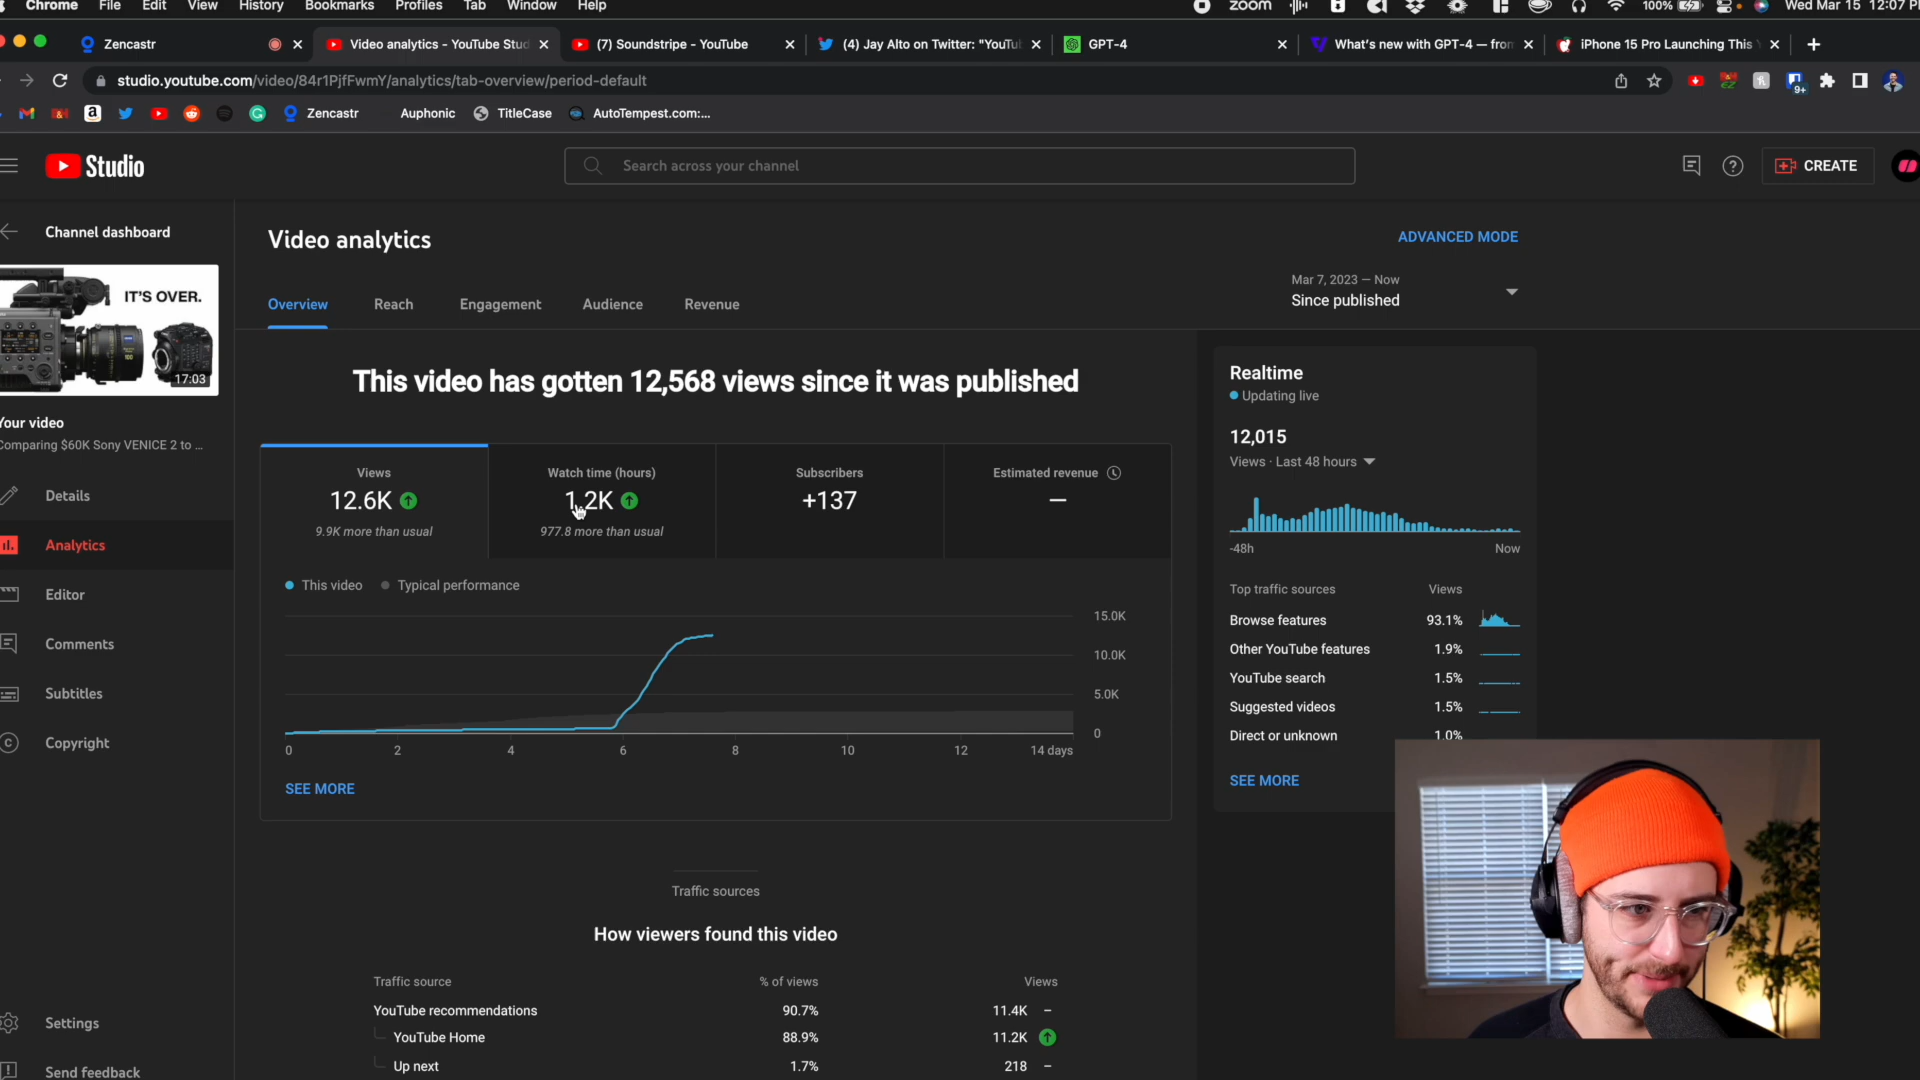 Chrome File Edit View History Bookmarks Profiles Tab Window Help zoom 100% Wed Mar 15 12:07
Zencastr Video analytics - YouTube Stud (7) Soundstripe - YouTube (4) Jay Alto on Twitter: "YouTu GPT-4 What's new with GPT-4 — from iPhone 15 Pro Launching This
studio.youtube.com/video/84r1PjfFwmY/analytics/tab-overview/period-default
9+
Zencastr Auphonic TitleCase AutoTempest.com:...
Studio
Search across your channel
CREATE
Channel dashboard
IT'S OVER.
17:03
Your video
Comparing $60K Sony VENICE 2 to ...
Details
Analytics
Editor
Comments
Subtitles
Copyright
Settings
Send feedback
Video analytics
ADVANCED MODE
Overview Reach Engagement Audience Revenue
Mar 7, 2023 — Now
Since published
This video has gotten 12,568 views since it was published
Views
12.6K
9.9K more than usual
Watch time (hours)
1.2K
977.8 more than usual
Subscribers
+137
Estimated revenue
—
This video Typical performance
15.0K
10.0K
5.0K
0
0 2 4 6 8 10 12 14 days
SEE MORE
Traffic sources
How viewers found this video
Traffic source % of views Views
YouTube recommendations 90.7% 11.4K –
YouTube Home 88.9% 11.2K
Up next 1.7% 218 –
Realtime
Updating live
12,015
Views · Last 48 hours
-48h Now
Top traffic sources Views
Browse features 93.1%
Other YouTube features 1.9%
YouTube search 1.5%
Suggested videos 1.5%
Direct or unknown 1.0%
SEE MORE